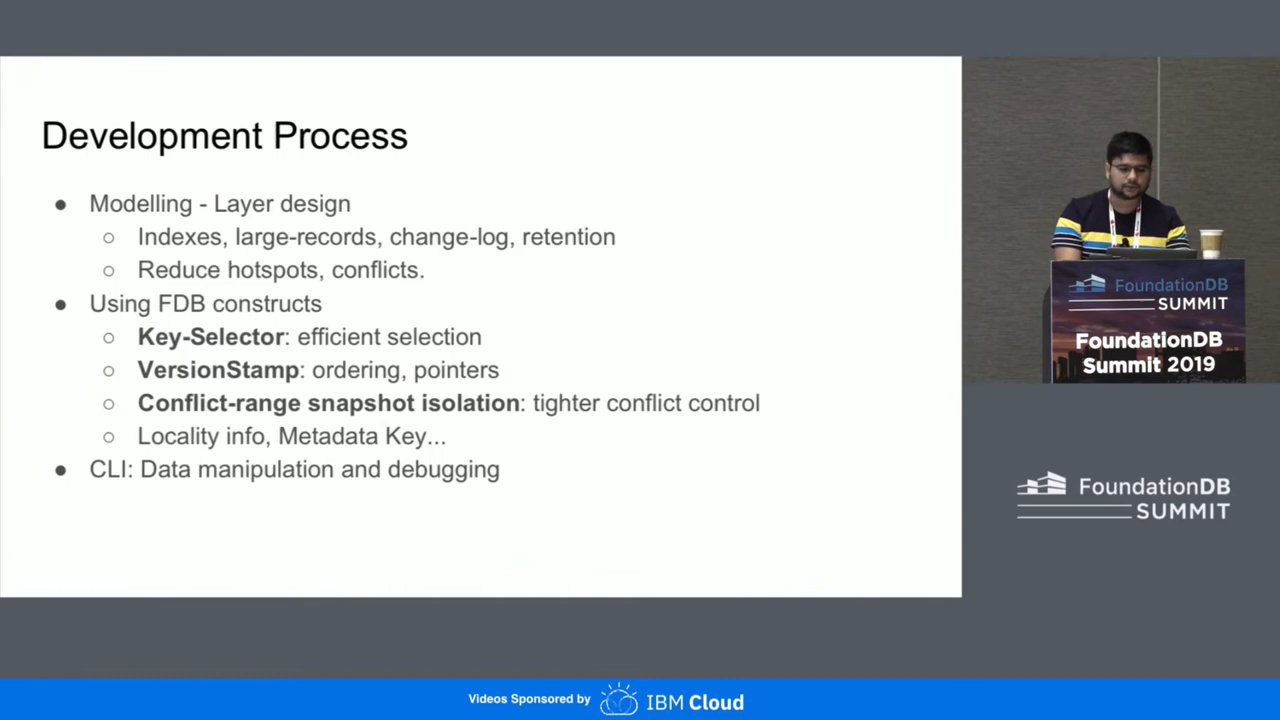 Development Process
● Modelling - Layer design
○ Indexes, large-records, change-log, retention
○ Reduce hotspots, conflicts.
● Using FDB constructs
○ Key-Selector: efficient selection
○ VersionStamp: ordering, pointers
○ Conflict-range snapshot isolation: tighter conflict control
○ Locality info, Metadata Key...
● CLI: Data manipulation and debugging
FoundationDB
SUMMIT
FoundationDB
Summit 2019
FoundationDB
SUMMIT
Videos Sponsored by IBM Cloud